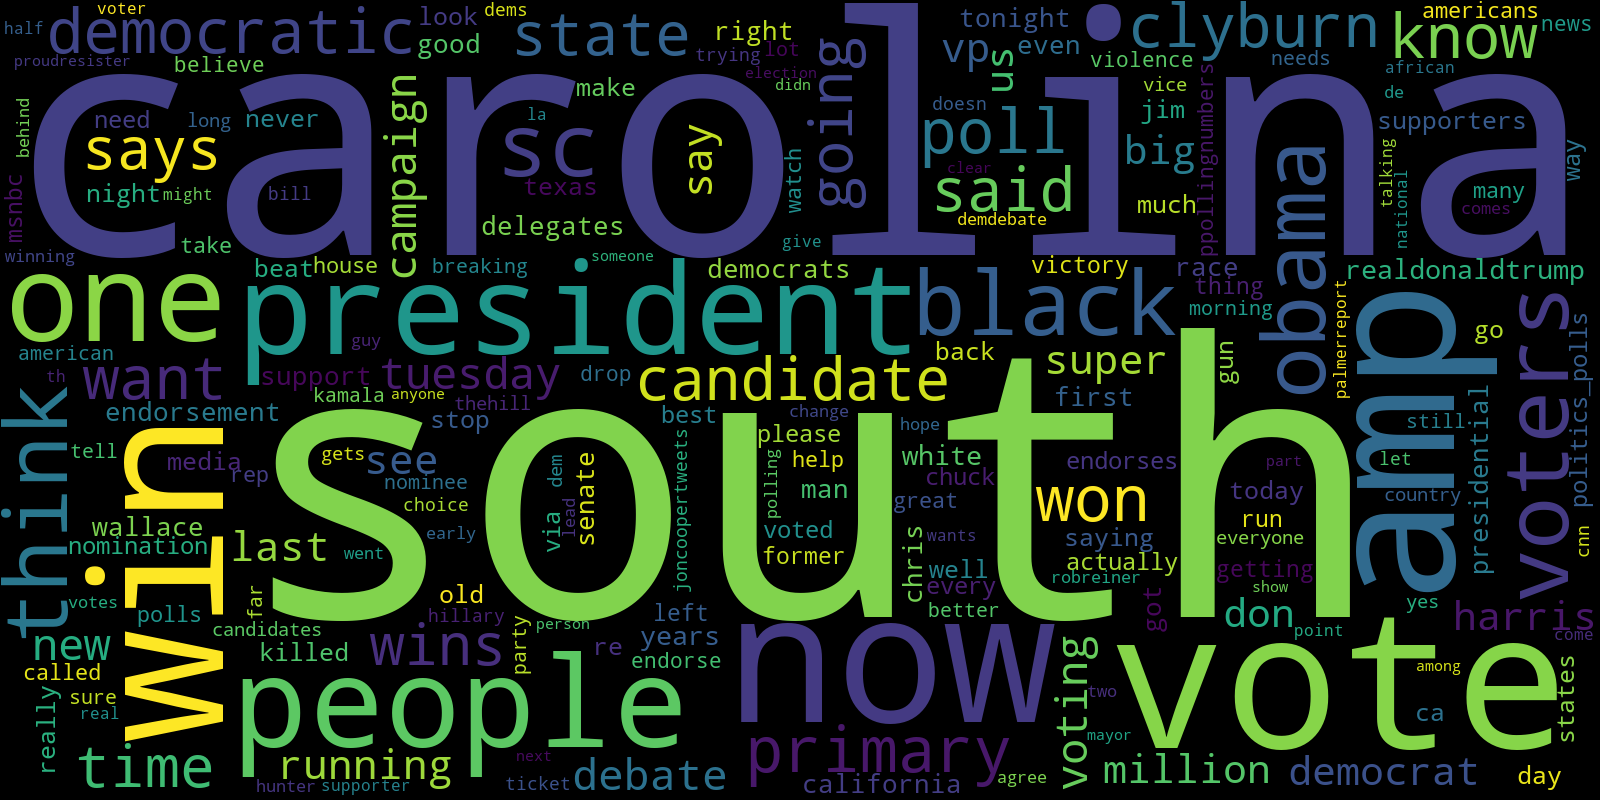 voter
dems
half
democratic
look
good
state
right
lot
tonight
vp
even
us
clyburn
know
americans
news
proudresister
believe
campaign
trying
election
didn
make
going
violence
needs
african
de
carolina
behind
need
long
never
says
la
sc
say
watch
doesn
poll
vice
jim
big
ppollingnumbers
supporters
talking
way
night
might
bill
texas
clear
said
demdebate
much
obama
many
comes
national
msnbc
take
delegates
give
winning
beat
house
breaking
someone
democrats
victory
race
thing
realdonaldtrump
one
president
black
morning
palmerreport
go
voters
politics_polls
american
guy
th
want
support
tuesday
drop
candidate
back
super
gun
amp
think
endorsement
kamala
anyone
thehill
stop
best
change
hope
first
presidential
still
tell
media
rep
gets
see
nominee
choice
via
dem
lead
senate
joncoopertweets
please
polling
help
man
white
chuck
great
endorses
part
let
country
today
win
south
won
wallace
nomination
last
early
went
voted
former
chris
wants
saying
run
everyone
cnn
well
actually
robreiner
getting
show
votes
polls
far
old
hillary
person
left
every
better
got
don
point
yes
harris
come
new
candidates
killed
wins
party
re
years
endorse
now
voting
two
vote
among
states
called
sure
real
really
people
primary
mayor
ca
time
running
hunter
supporter
next
ticket
debate
california
agree
million
democrat
day